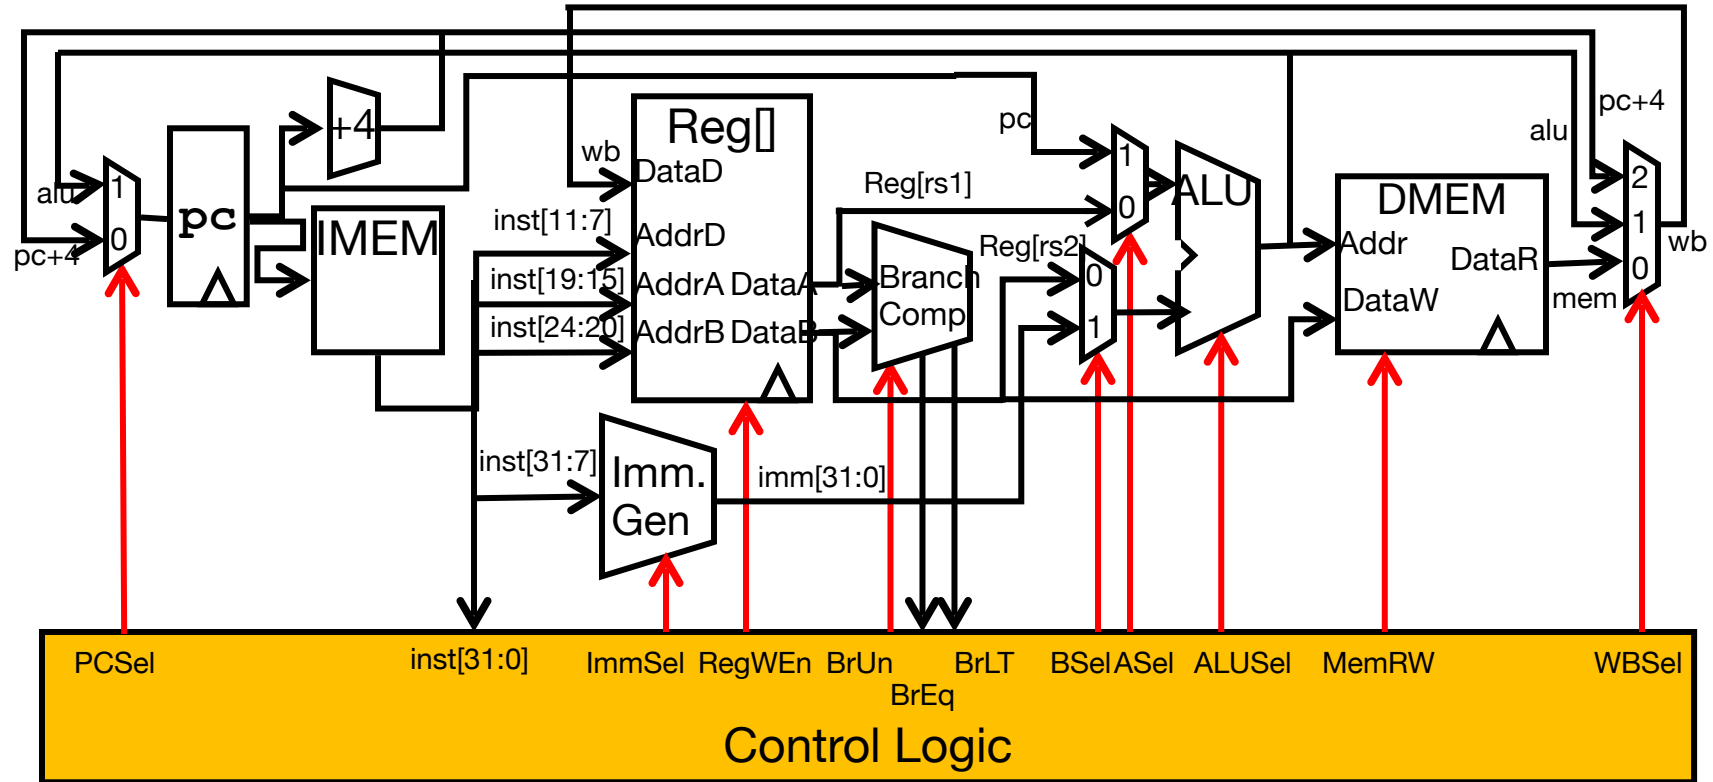 pc+4
alu
+4
Reg[]
pc
wb
DataD
Reg[rs1]
1
ALU
DMEM
2
alu
1
0
pc+4
pc
IMEM
inst[11:7]
AddrD
0
1
wb
inst[19:15]
AddrA DataA
Branch
Comp
Reg[rs2]
0
1
Addr
DataR
0
mem
inst[24:20]
AddrB DataB
DataW
inst[31:7]
Imm.
Gen
imm[31:0]
PCSel
inst[31:0]
ImmSel
RegWEn
BrUn
BrLT
BSel
ASel
ALUSel
MemRW
WBSel
BrEq
Control Logic